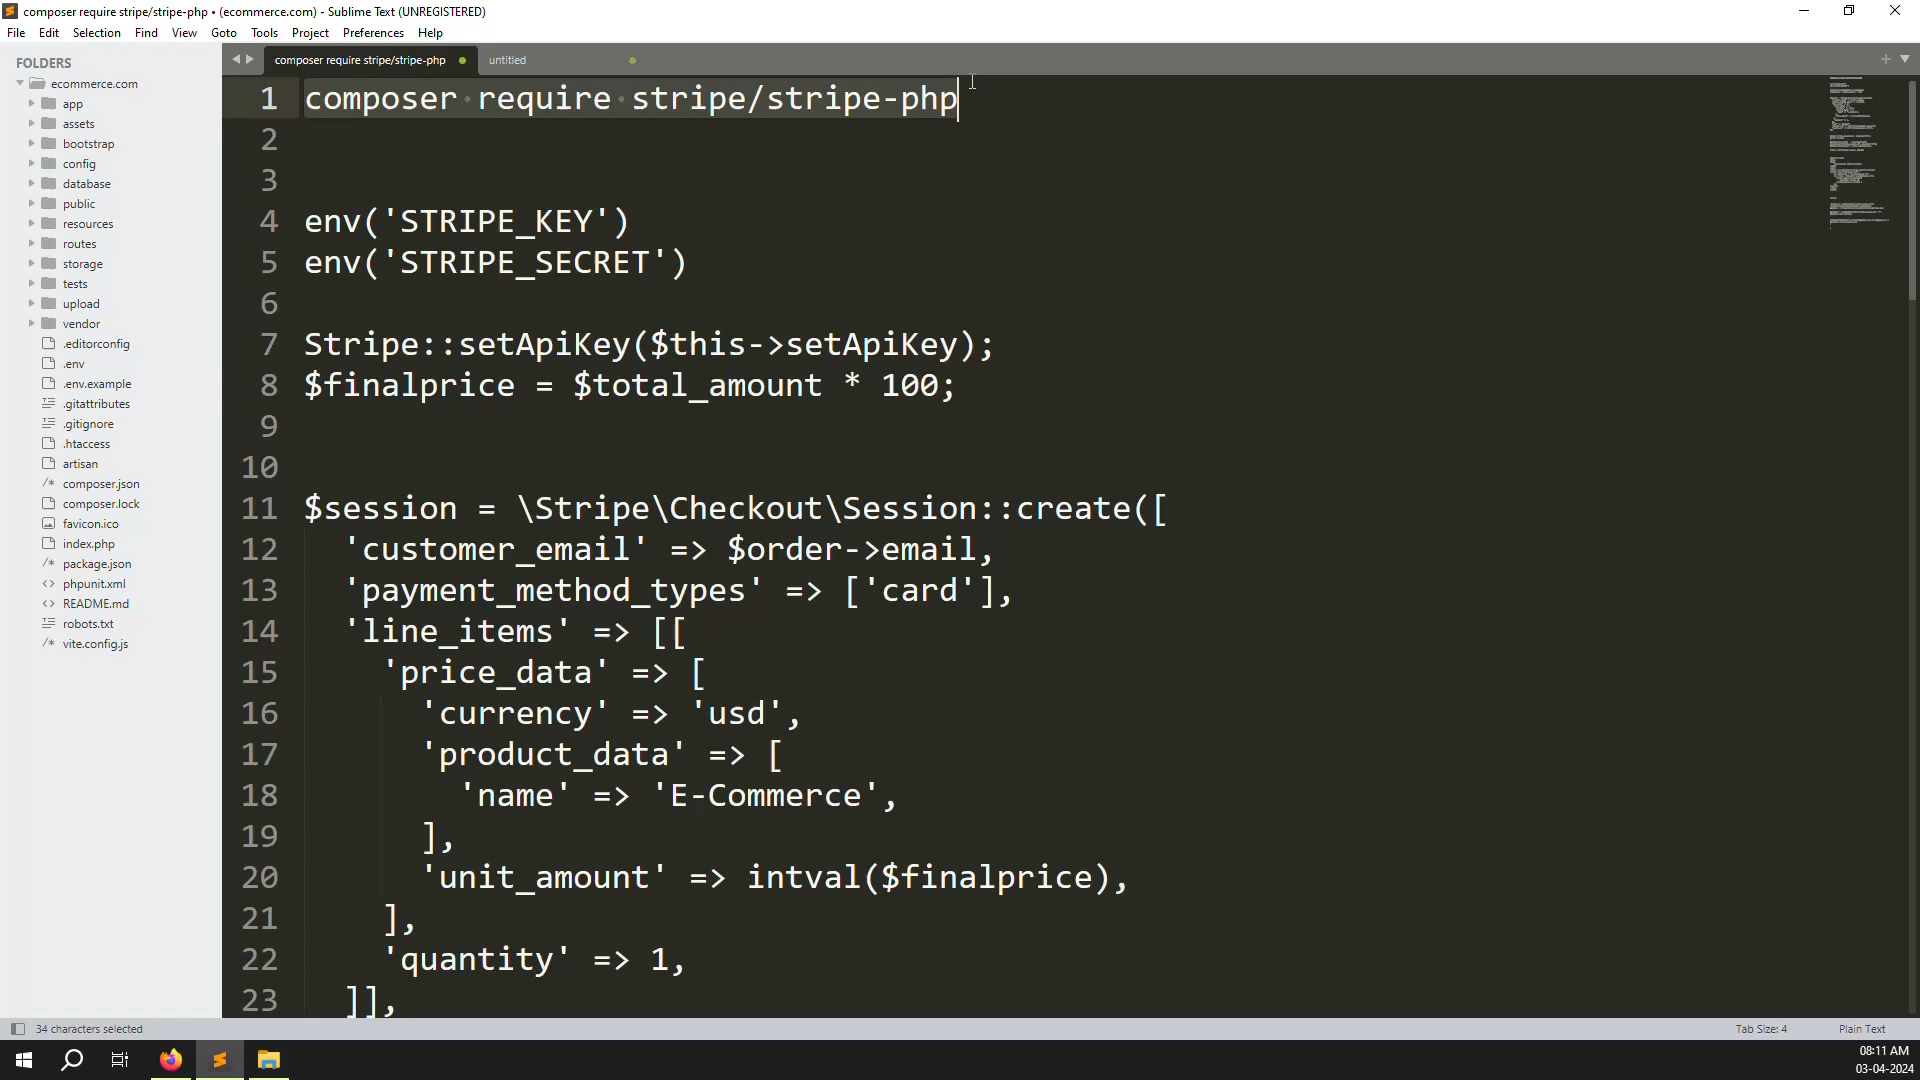 composer require stripe/stripe-php • (ecommerce.com) - Sublime Text (UNREGISTERED)
File Edit Selection Find View Goto Tools Project Preferences Help
FOLDERS
ecommerce.com
app
assets
bootstrap
config
database
public
resources
routes
storage
tests
upload
vendor
.editorconfig
.env
.env.example
.gitattributes
.gitignore
.htaccess
artisan
composer.json
composer.lock
favicon.ico
index.php
package.json
phpunit.xml
README.md
robots.txt
vite.config.js
composer require stripe/stripe-php untitled
1 composer require stripe/stripe-php
2
3
4 env('STRIPE_KEY')
5 env('STRIPE_SECRET')
6
7 Stripe::setApiKey($this->setApiKey);
8 $finalprice = $total_amount * 100;
9
10
11 $session = \Stripe\Checkout\Session::create([
12 'customer_email' => $order->email,
13 'payment_method_types' => ['card'],
14 'line_items' => [[
15 'price_data' => [
16 'currency' => 'usd',
17 'product_data' => [
18 'name' => 'E-Commerce',
19 ],
20 'unit_amount' => intval($finalprice),
21 ],
22 'quantity' => 1,
23 ]],
34 characters selected
Tab Size: 4 Plain Text
08:11 AM
03-04-2024